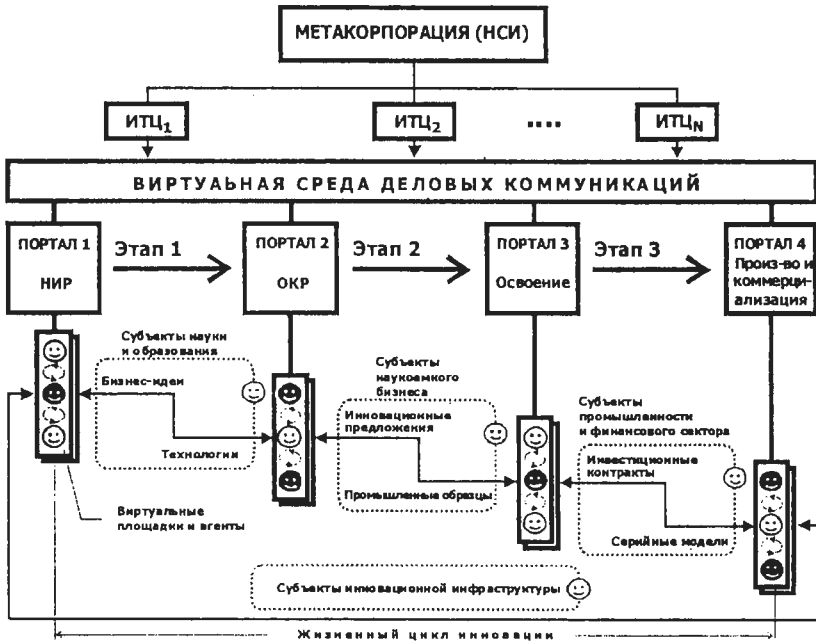 МЕТАКОРПОРАЦИЯ (НСИ)
ИТЦ1
ИТЦ2
....
ИТЦN
ВИРТУАЛЬНАЯ СРЕДА ДЕЛОВЫХ КОММУНИКАЦИЙ
ПОРТАЛ 1
НИР
Этап 1
ПОРТАЛ 2
ОКР
Этап 2
ПОРТАЛ 3
Освоение
Этап 3
ПОРТАЛ 4
Произ-во и
коммерци-
ализация
Субъекты науки
и образования
Бизнес-идеи
Технологии
Субъекты
наукоемкого
бизнеса
Инновационные
предложения
Промышленные образцы
Субъекты
промышленности
и финансового сектора
Инвестиционные
контракты
Серийные модели
Виртуальные
площадки и агенты
Субъекты инновационной инфраструктуры
Жизненный цикл инновации